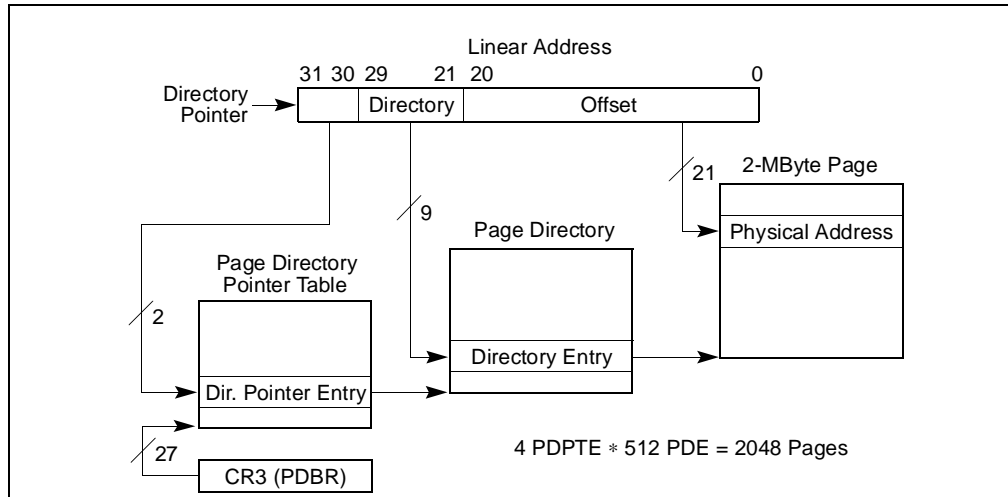 Linear Address
31 30 29 21 20 0
Directory
Pointer
Directory
Offset
2-MByte Page
21
9
Page Directory
Physical Address
Page Directory
Pointer Table
2
Directory Entry
Dir. Pointer Entry
27
4 PDPTE ∗ 512 PDE = 2048 Pages
CR3 (PDBR)